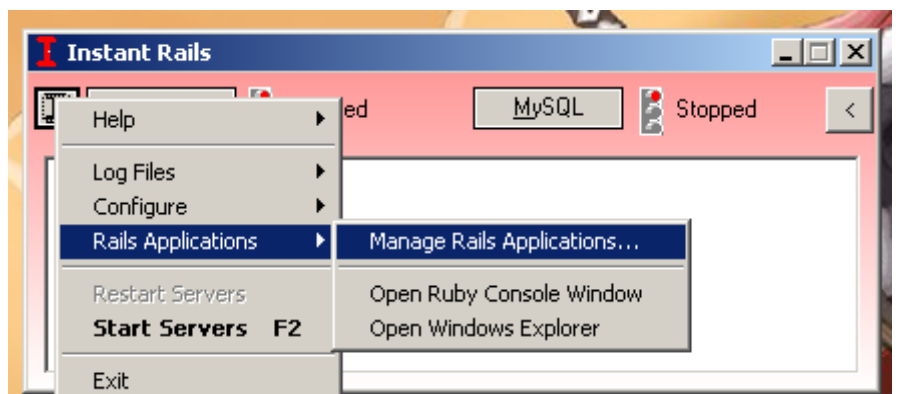 Instant Rails
ed MySQL Stopped <
Help
Log Files
Configure
Rails Applications
Manage Rails Applications...
Restart Servers
Open Ruby Console Window
Start Servers F2
Open Windows Explorer
Exit